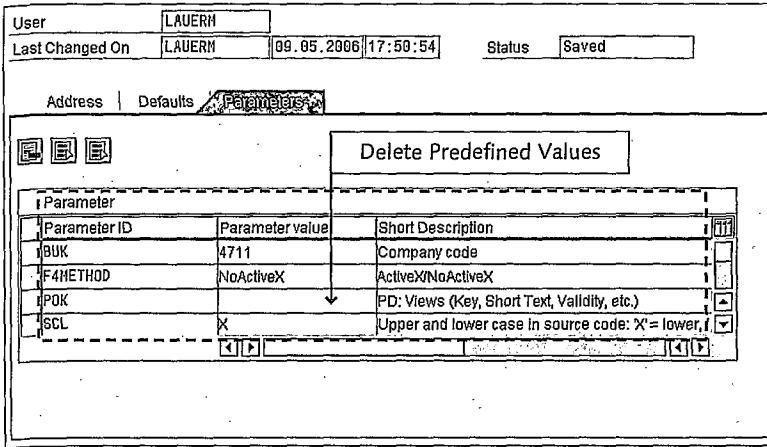 User LAUERM
Last Changed On LAUERM 09.05.2006 17:50:54 Status Saved
Address | Defaults Parameters
Delete Predefined Values
Parameter
Parameter ID Parameter value Short Description
BUK 4711 Company code
F4METHOD NoActiveX ActiveX/NoActiveX
POK PD: Views (Key, Short Text, Validity, etc.)
SCL X Upper and lower case in source code: 'X' = lower,